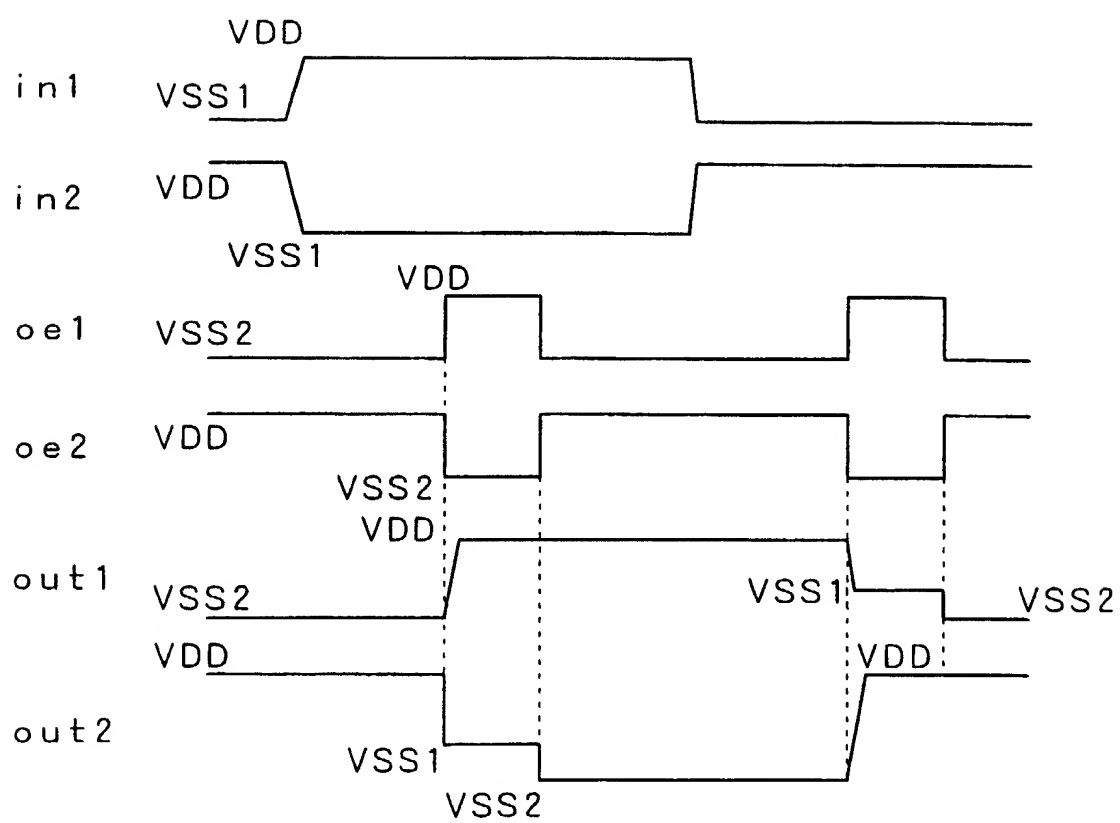 VDD
in1 VSS1
in2 VDD
VSS1
VDD
oe1 VSS2
oe2 VDD
VSS2
VDD
out1 VSS2 VSS1 VSS2
VDD VDD
out2 VSS1
VSS2